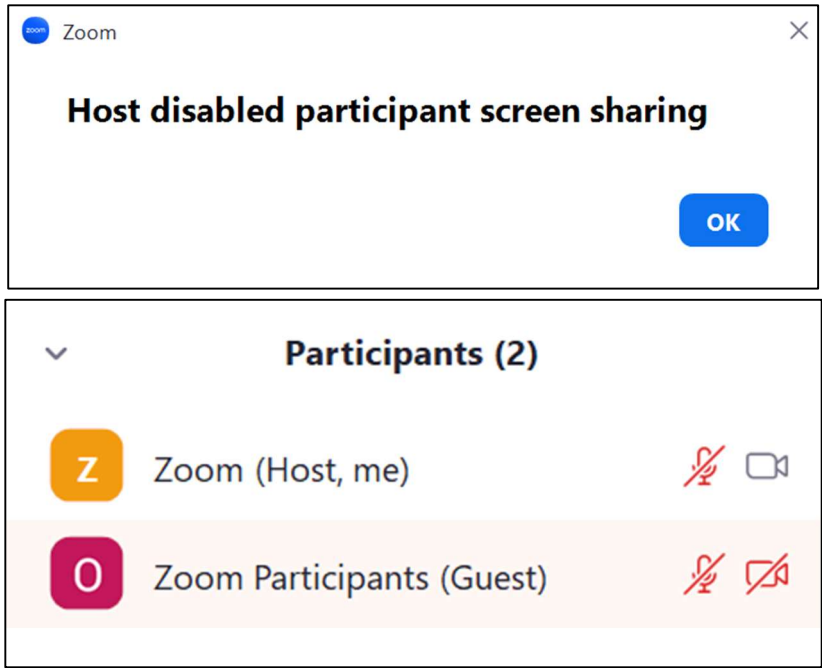 zoom Zoom
Host disabled participant screen sharing
OK
Participants (2)
Z Zoom (Host, me)
O Zoom Participants (Guest)